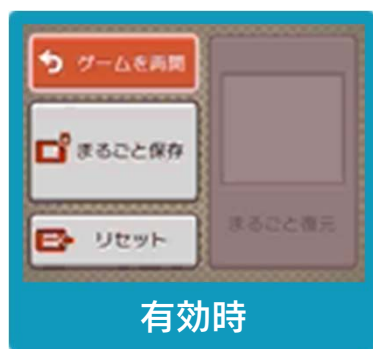 ゲームを再開
まるごと保存
リセット
まるごと復元
有効時